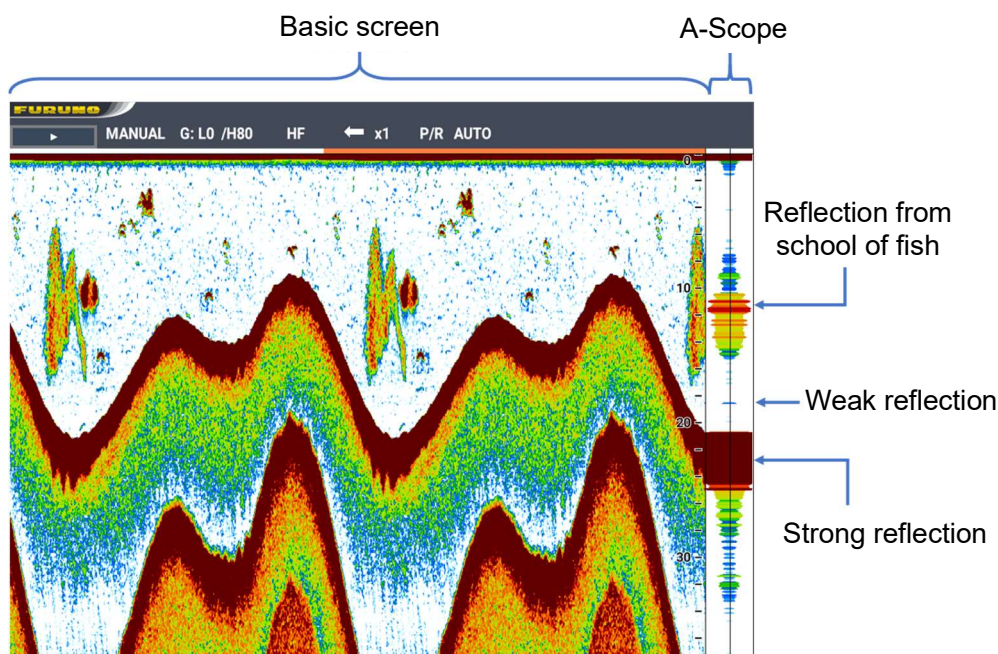 Basic screen
A-Scope
FURUNO
MANUAL G: L0 /H80 HF x1 P/R AUTO
0
Reflection from
school of fish
10
Weak reflection
20
Strong reflection
30